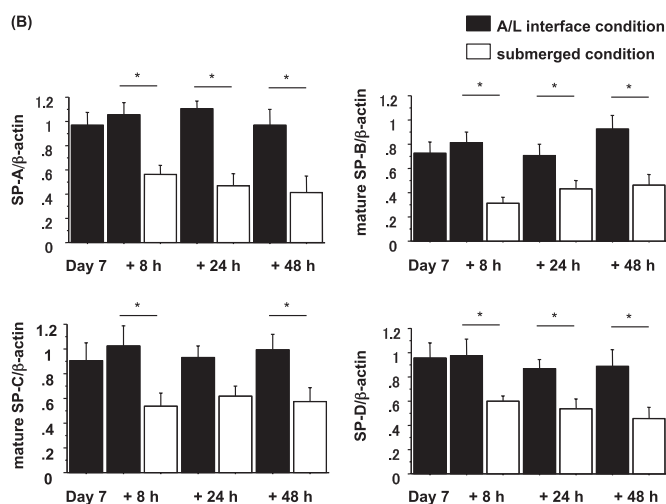 (B)
A/L interface condition
submerged condition
SP-A/β-actin
1.2
1
.8
.6
.4
.2
0
* * *
Day 7 + 8 h + 24 h + 48 h
mature SP-B/β-actin
1.2
1
.8
.6
.4
.2
0
* * *
Day 7 + 8 h + 24 h + 48 h
mature SP-C/β-actin
1.2
1
.8
.6
.4
.2
0
* *
Day 7 + 8 h + 24 h + 48 h
SP-D/β-actin
1.2
1
.8
.6
.4
.2
0
* * *
Day 7 + 8 h + 24 h + 48 h